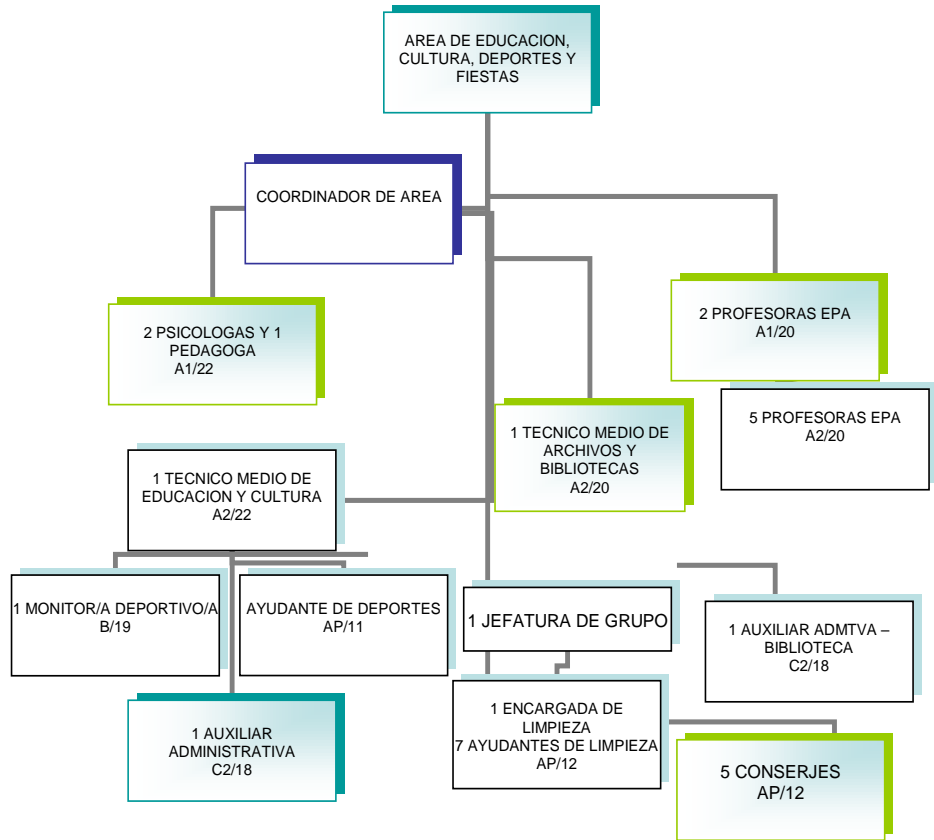 AREA DE EDUCACION,
CULTURA, DEPORTES Y
FIESTAS
COORDINADOR DE AREA
2 PSICOLOGAS Y 1
PEDAGOGA
A1/22
2 PROFESORAS EPA
A1/20
5 PROFESORAS EPA
A2/20
1 TECNICO MEDIO DE
ARCHIVOS Y
BIBLIOTECAS
A2/20
1 TECNICO MEDIO DE
EDUCACION Y CULTURA
A2/22
1 MONITOR/A DEPORTIVO/A
B/19
AYUDANTE DE DEPORTES
AP/11
1 JEFATURA DE GRUPO
1 AUXILIAR ADMTVA –
BIBLIOTECA
C2/18
1 AUXILIAR
ADMINISTRATIVA
C2/18
1 ENCARGADA DE
LIMPIEZA
7 AYUDANTES DE LIMPIEZA
AP/12
5 CONSERJES
AP/12